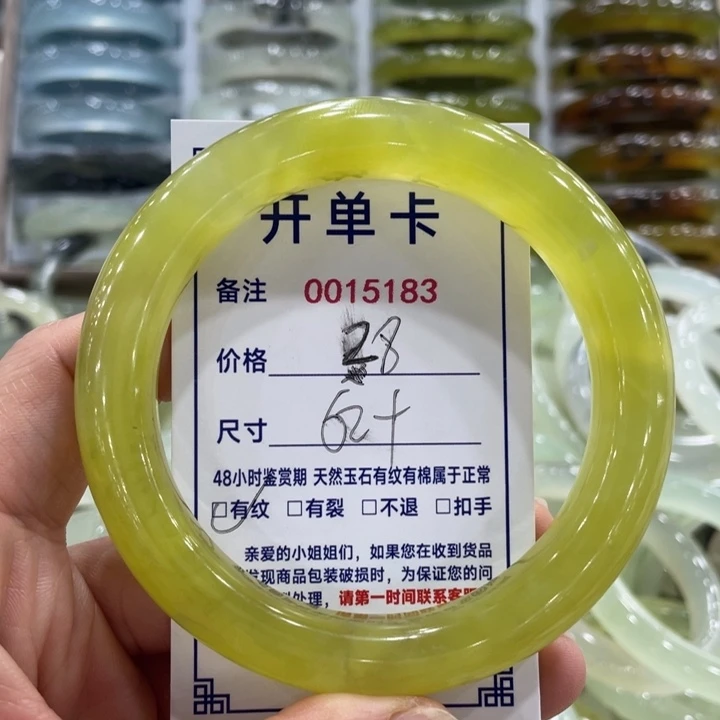 开单卡
备注 0015183
价格 28
尺寸 62+
48小时鉴赏期 天然玉石有纹有棉属于正常
☑有纹 □有裂 □不退 □扣手
亲爱的小姐姐们，如果您在收到货品
发现商品包装破损时，为保证您的问
处理，请第一时间联系客服